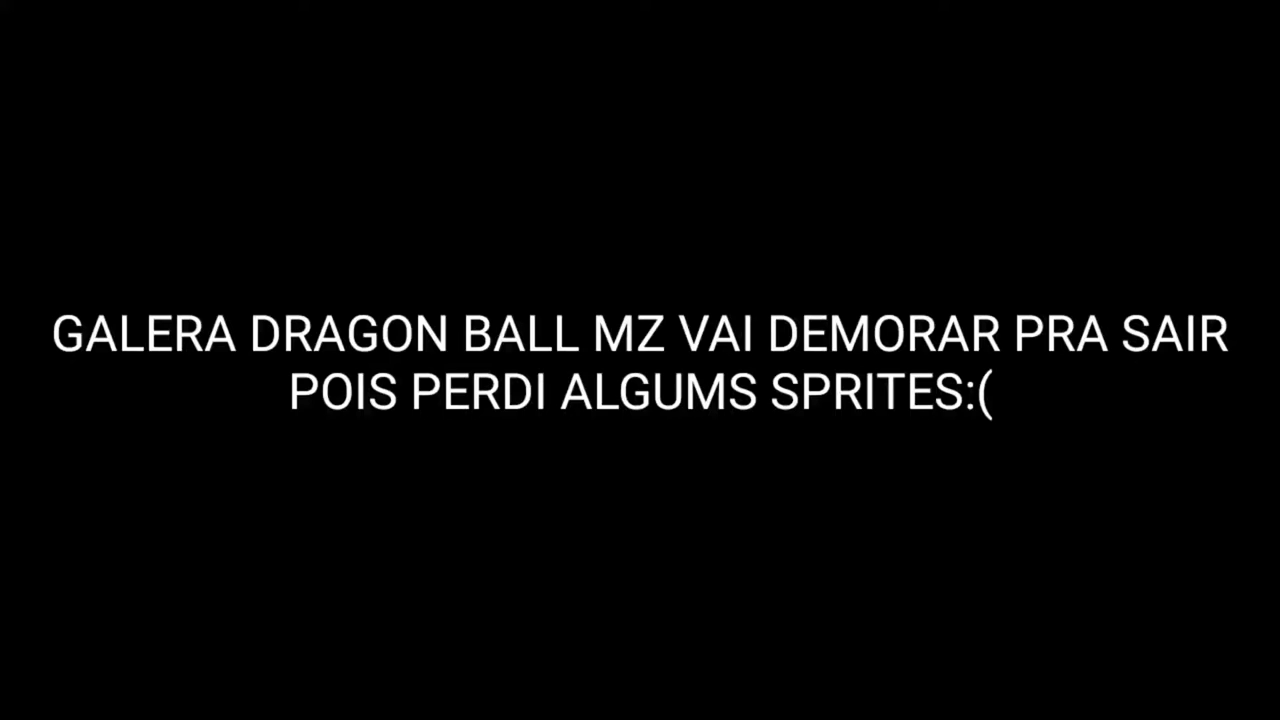 GALERA DRAGON BALL MZ VAI DEMORAR PRA SAIR
POIS PERDI ALGUMS SPRITES:(